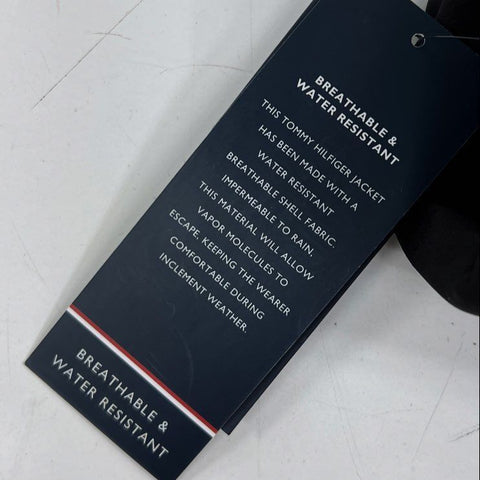 BREATHABLE &
WATER RESISTANT
THIS TOMMY HILFIGER JACKET
HAS BEEN MADE WITH A
WATER RESISTANT
BREATHABLE SHELL FABRIC.
IMPERMEABLE TO RAIN,
THIS MATERIAL WILL ALLOW
VAPOR MOLECULES TO
ESCAPE, KEEPING THE WEARER
COMFORTABLE DURING
INCLEMENT WEATHER.
BREATHABLE &
WATER RESISTANT